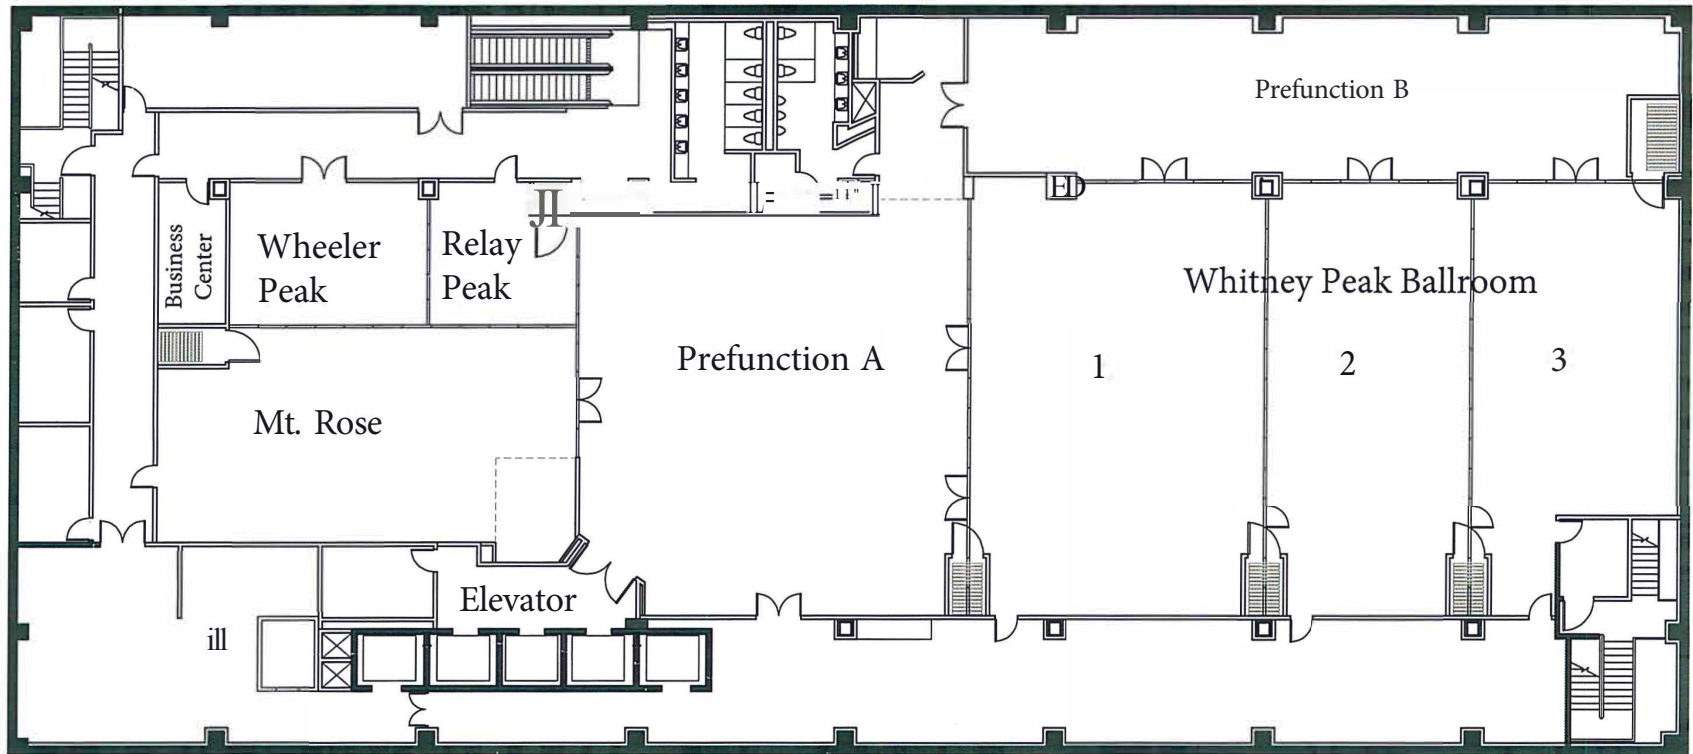 Prefunction B
Business
Center
Wheeler
Peak
Relay
Peak
Whitney Peak Ballroom
Prefunction A
1
2
3
Mt. Rose
Elevator
ill